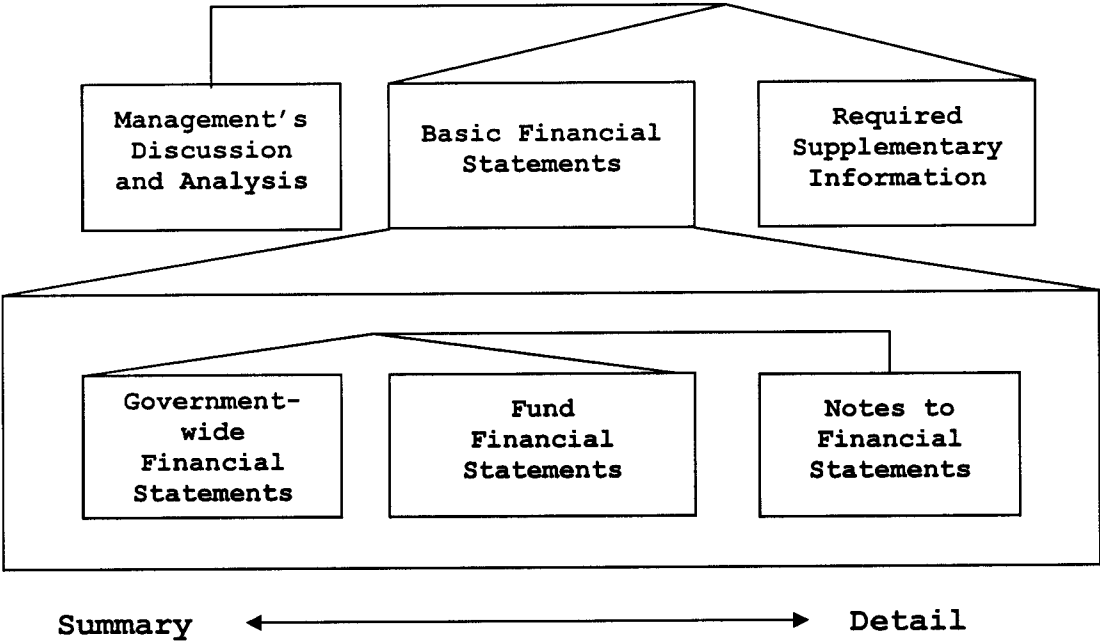 Management's
Discussion
and Analysis
Basic Financial
Statements
Required
Supplementary
Information
Government-
wide
Financial
Statements
Fund
Financial
Statements
Notes to
Financial
Statements
Summary
Detail